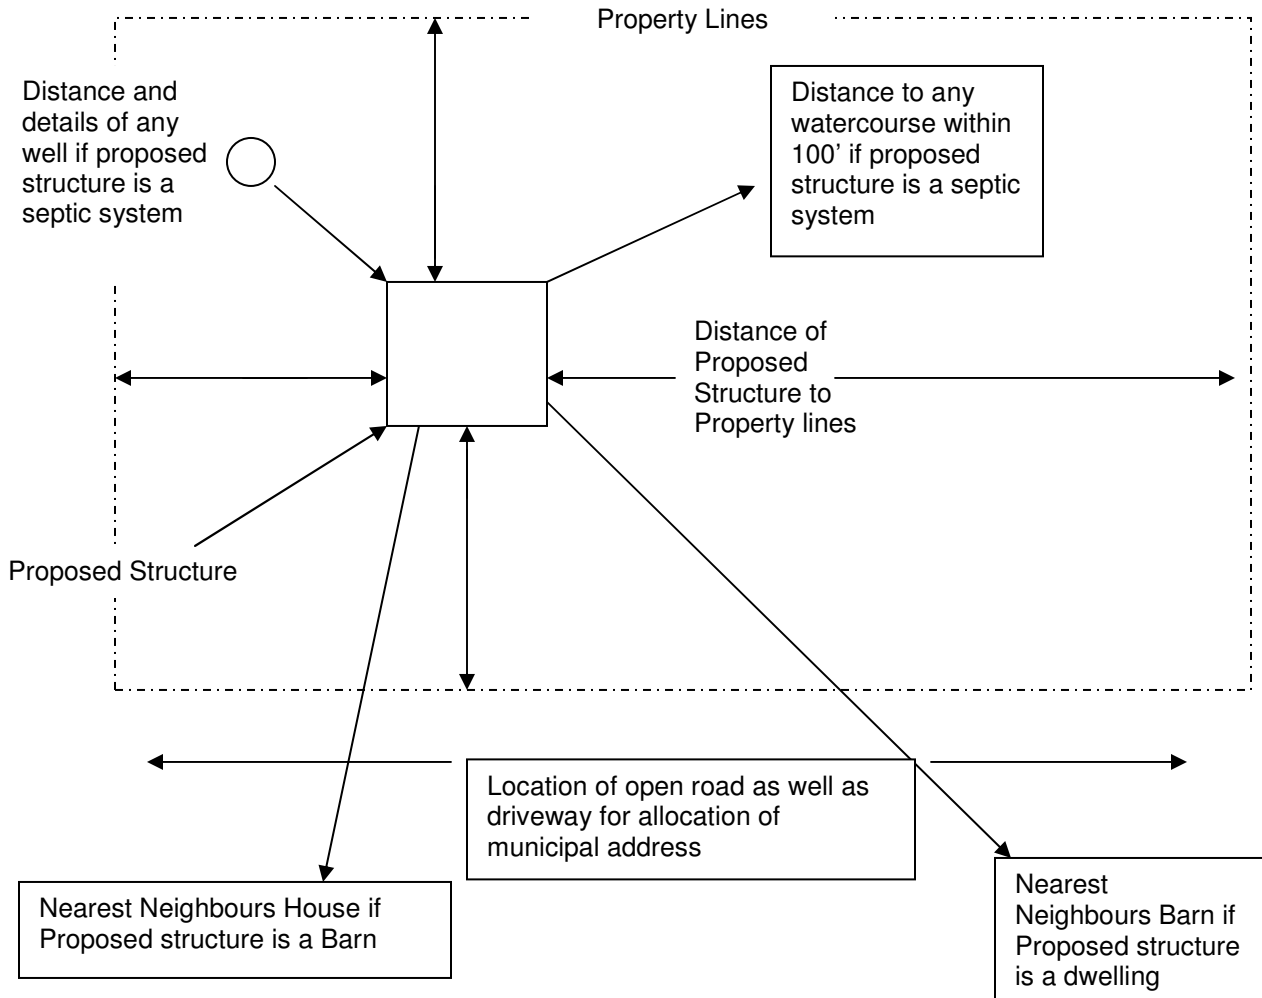 Property Lines
Distance and
details of any
well if proposed
structure is a
septic system
Distance to any
watercourse within
100’ if proposed
structure is a septic
system
Distance of
Proposed
Structure to
Property lines
Proposed Structure
Location of open road as well as
driveway for allocation of
municipal address
Nearest Neighbours House if
Proposed structure is a Barn
Nearest
Neighbours Barn if
Proposed structure
is a dwelling